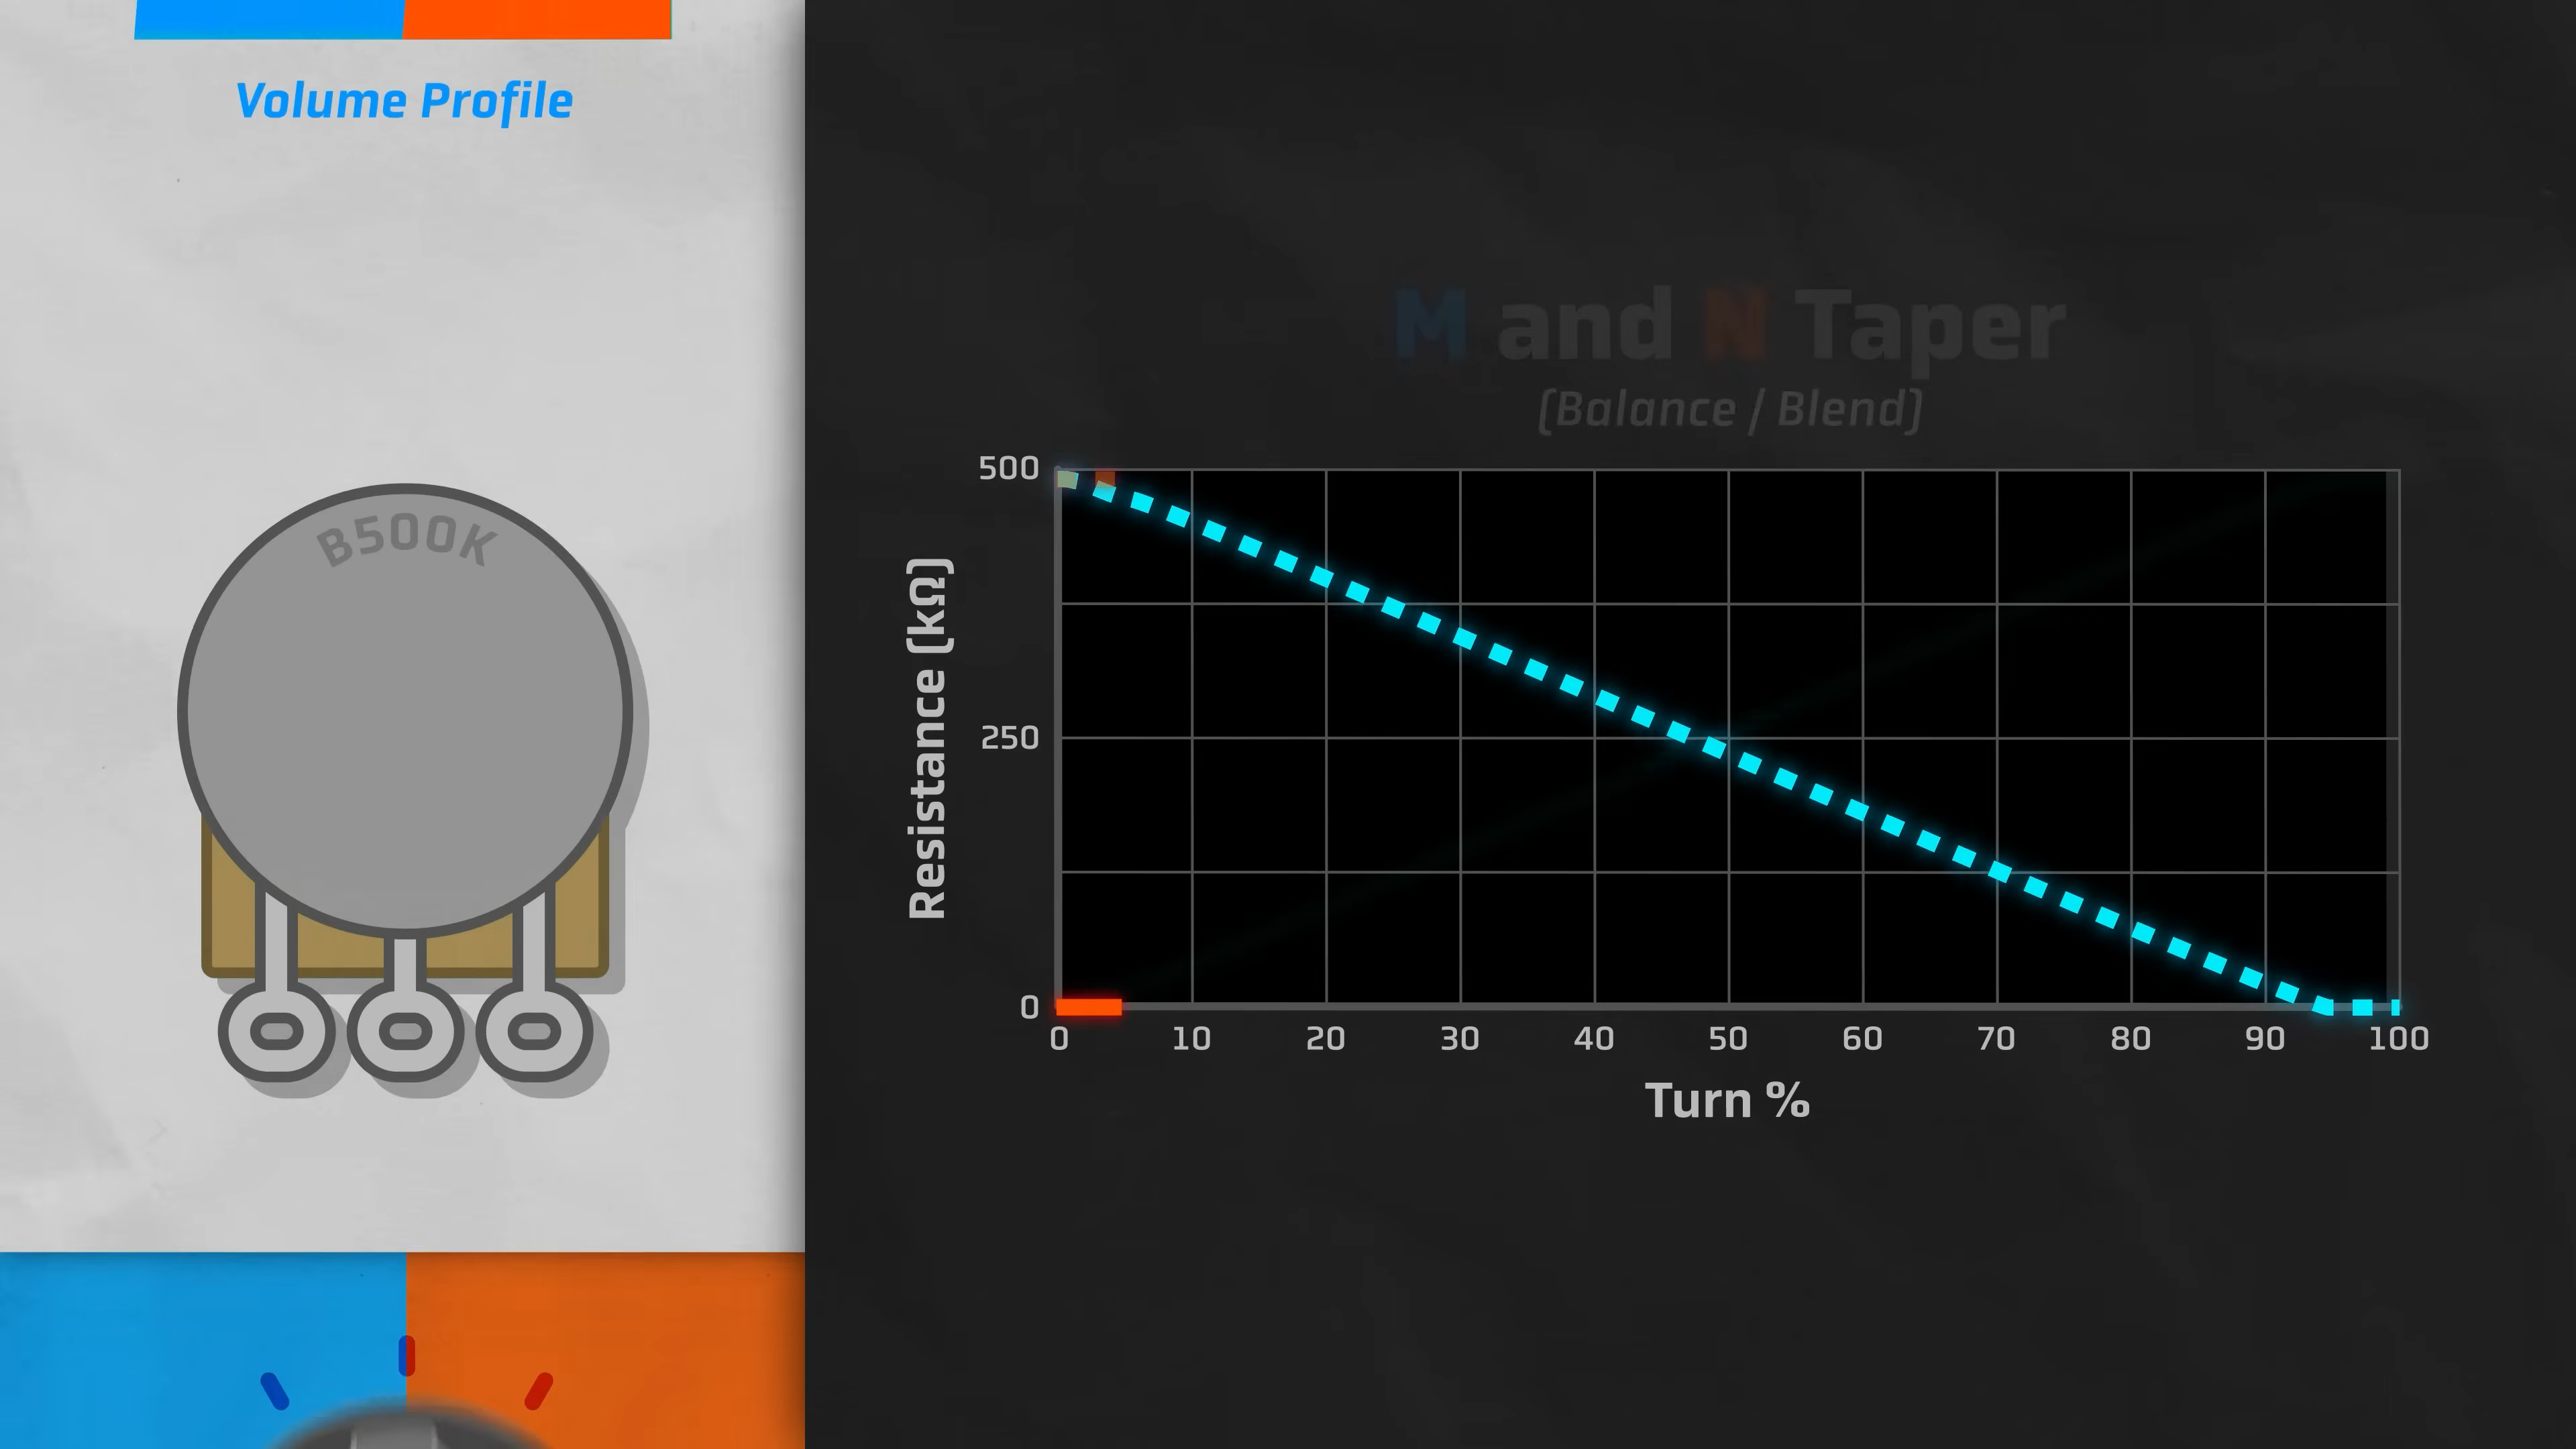 Volume Profile
B500K
M and N Taper
(Balance / Blend)
Resistance (kΩ)
500
250
0
0 10 20 30 40 50 60 70 80 90 100
Turn %